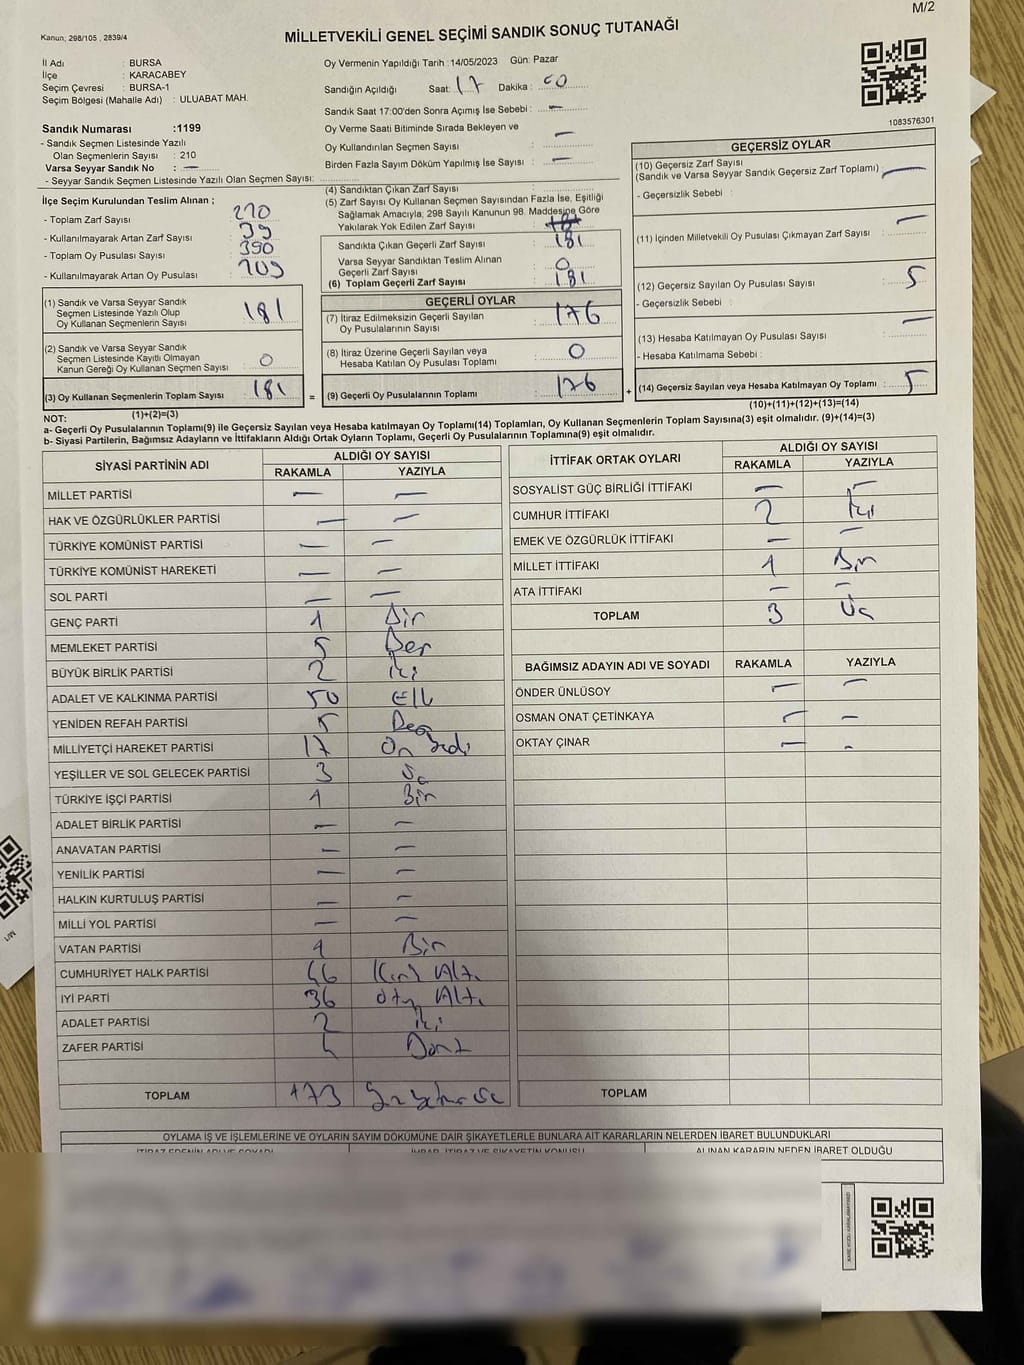 M/2
Kanun, 298/105 , 2839/4
MİLLETVEKİLİ GENEL SEÇİMİ SANDIK SONUÇ TUTANAĞI
İl Adı : BURSA
İlçe : KARACABEY
Seçim Çevresi : BURSA-1
Seçim Bölgesi (Mahalle Adı) : ULUABAT MAH.
Sandık Numarası :1199
- Sandık Seçmen Listesinde Yazılı
Olan Seçmenlerin Sayısı : 210
Varsa Seyyar Sandık No : —
- Seyyar Sandık Seçmen Listesinde Yazılı Olan Seçmen Sayısı:
Oy Vermenin Yapıldığı Tarih :14/05/2023 Gün: Pazar
Sandığın Açıldığı Saat: 17 Dakika: 00
Sandık Saat 17:00'den Sonra Açımış İse Sebebi : —
Oy Verme Saati Bitiminde Sırada Bekleyen ve
Oy Kullandırılan Seçmen Sayısı : —
Birden Fazla Sayım Döküm Yapılmış İse Sayısı : —
1083576301
İlçe Seçim Kurulundan Teslim Alınan ;
- Toplam Zarf Sayısı :
- Kullanılmayarak Artan Zarf Sayısı : 39
- Toplam Oy Pusulası Sayısı : 390
- Kullanılmayarak Artan Oy Pusulası : 209
(1) Sandık ve Varsa Seyyar Sandık
Seçmen Listesinde Yazılı Olup
Oy Kullanan Seçmenlerin Sayısı : 181
(2) Sandık ve Varsa Seyyar Sandık
Seçmen Listesinde Kayıtlı Olmayan
Kanun Gereği Oy Kullanan Seçmen Sayısı : 0
(3) Oy Kullanan Seçmenlerin Toplam Sayısı : 181
(1)+(2)=(3)
(4) Sandıktan Çıkan Zarf Sayısı :
(5) Zarf Sayısı Oy Kullanan Seçmen Sayısından Fazla İse, Eşitliği
Sağlamak Amacıyla; 298 Sayılı Kanunun 98. Maddesine Göre
Yakılarak Yok Edilen Zarf Sayısı :
Sandıkta Çıkan Geçerli Zarf Sayısı : 181
Varsa Seyyar Sandıktan Teslim Alınan
Geçerli Zarf Sayısı : 0
(6) Toplam Geçerli Zarf Sayısı : 181
GEÇERLİ OYLAR
(7) İtiraz Edilmeksizin Geçerli Sayılan
Oy Pusulalarının Sayısı : 176
(8) İtiraz Üzerine Geçerli Sayılan veya
Hesaba Katılan Oy Pusulası Toplamı : 0
= (9) Geçerli Oy Pusulalarının Toplamı : 176
GEÇERSİZ OYLAR
(10) Geçersiz Zarf Sayısı
(Sandık ve Varsa Seyyar Sandık Geçersiz Zarf Toplamı) : —
- Geçersizlik Sebebi :
(11) İçinden Milletvekili Oy Pusulası Çıkmayan Zarf Sayısı : —
(12) Geçersiz Sayılan Oy Pusulası Sayısı : 5
- Geçersizlik Sebebi :
(13) Hesaba Katılmayan Oy Pusulası Sayısı : —
- Hesaba Katılmama Sebebi :
+ (14) Geçersiz Sayılan veya Hesaba Katılmayan Oy Toplamı : 5
(10)+(11)+(12)+(13)=(14)
NOT:
a- Geçerli Oy Pusulalarının Toplamı(9) ile Geçersiz Sayılan veya Hesaba katılmayan Oy Toplamı(14) Toplamları, Oy Kullanan Seçmenlerin Toplam Sayısına(3) eşit olmalıdır. (9)+(14)=(3)
b- Siyasi Partilerin, Bağımsız Adayların ve İttifakların Aldığı Ortak Oyların Toplamı, Geçerli Oy Pusulalarının Toplamına(9) eşit olmalıdır.
SİYASİ PARTİNİN ADI ALDIĞI OY SAYISI
RAKAMLA YAZIYLA
MİLLET PARTİSİ — —
HAK VE ÖZGÜRLÜKLER PARTİSİ — —
TÜRKİYE KOMÜNİST PARTİSİ — —
TÜRKİYE KOMÜNİST HAREKETİ — —
SOL PARTİ — —
GENÇ PARTİ 1 Bir
MEMLEKET PARTİSİ 5 Beş
BÜYÜK BİRLİK PARTİSİ 2 İki
ADALET VE KALKINMA PARTİSİ 50 Elli
YENİDEN REFAH PARTİSİ 5 Beş
MİLLİYETÇİ HAREKET PARTİSİ 17 On yedi
YEŞİLLER VE SOL GELECEK PARTİSİ 3 Üç
TÜRKİYE İŞÇİ PARTİSİ 1 Bir
ADALET BİRLİK PARTİSİ — —
ANAVATAN PARTİSİ — —
YENİLİK PARTİSİ — —
HALKIN KURTULUŞ PARTİSİ — —
MİLLİ YOL PARTİSİ — —
VATAN PARTİSİ 1 Bir
CUMHURİYET HALK PARTİSİ 46 Kırk Altı
İYİ PARTİ 36 Otuz Altı
ADALET PARTİSİ 2 İki
ZAFER PARTİSİ 4 Dört
TOPLAM 173
İTTİFAK ORTAK OYLARI ALDIĞI OY SAYISI
RAKAMLA YAZIYLA
SOSYALİST GÜÇ BİRLİĞİ İTTİFAKI — —
CUMHUR İTTİFAKI 2 İki
EMEK VE ÖZGÜRLÜK İTTİFAKI — —
MİLLET İTTİFAKI 1 Bir
ATA İTTİFAKI — —
TOPLAM 3 Üç
BAĞIMSIZ ADAYIN ADI VE SOYADI RAKAMLA YAZIYLA
ÖNDER ÜNLÜSOY — —
OSMAN ONAT ÇETİNKAYA — —
OKTAY ÇINAR — -
TOPLAM
OYLAMA İŞ VE İŞLEMLERİNE VE OYLARIN SAYIM DÖKÜMÜNE DAİR ŞİKAYETLERLE BUNLARA AİT KARARLARIN NELERDEN İBARET BULUNDUKLARI
ALINAN KARARIN NEDEN İBARET OLDUĞU
M/1